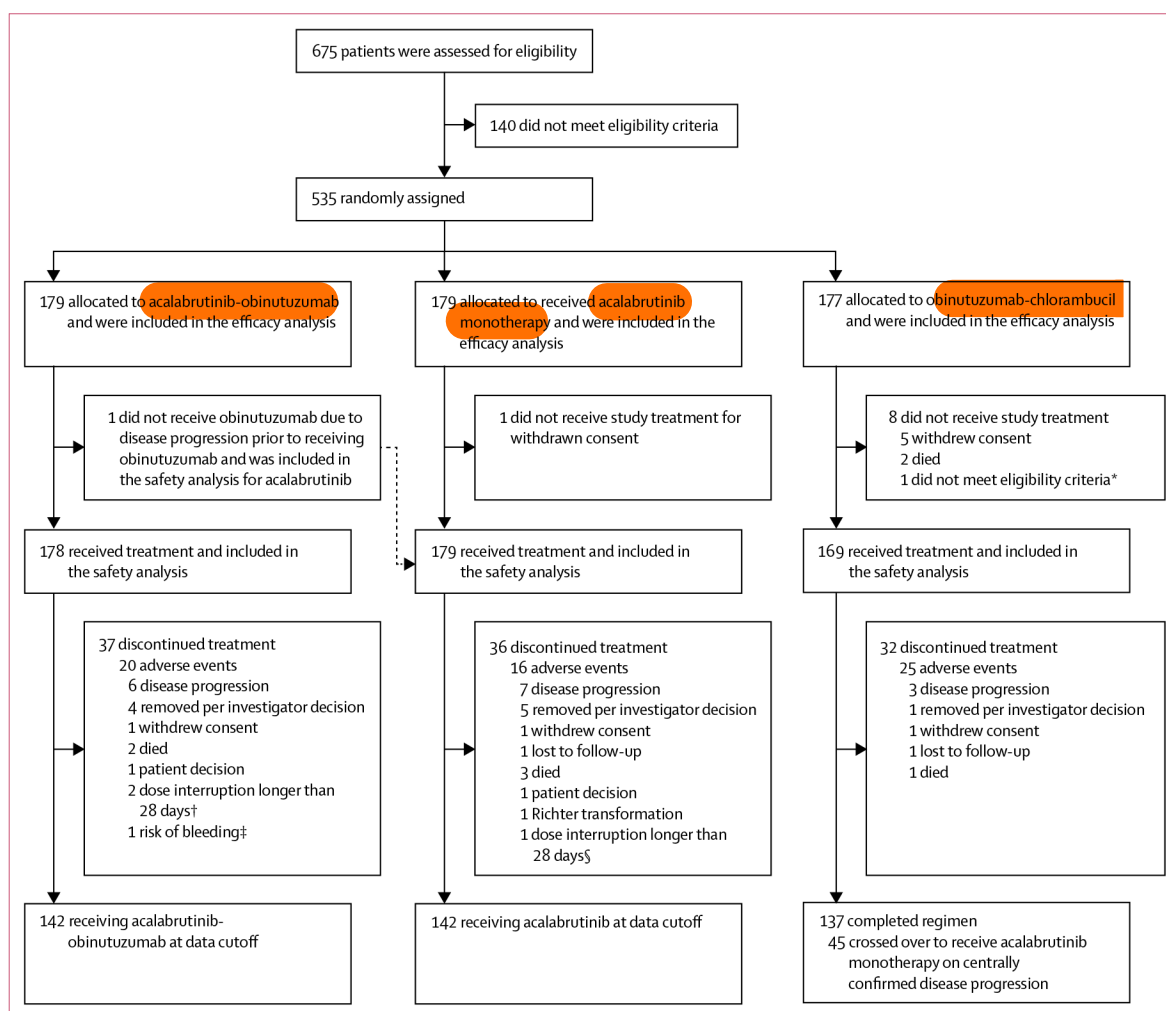 675 patients were assessed for eligibility
140 did not meet eligibility criteria
535 randomly assigned
179 allocated to acalabrutinib-obinutuzumab
and were included in the efficacy analysis
179 allocated to received acalabrutinib
monotherapy and were included in the
efficacy analysis
177 allocated to obinutuzumab-chlorambucil
and were included in the efficacy analysis
1 did not receive obinutuzumab due to
disease progression prior to receiving
obinutuzumab and was included in
the safety analysis for acalabrutinib
1 did not receive study treatment for
withdrawn consent
8 did not receive study treatment
5 withdrew consent
2 died
1 did not meet eligibility criteria*
178 received treatment and included in
the safety analysis
179 received treatment and included in
the safety analysis
169 received treatment and included in
the safety analysis
37 discontinued treatment
20 adverse events
6 disease progression
4 removed per investigator decision
1 withdrew consent
2 died
1 patient decision
2 dose interruption longer than
28 days†
1 risk of bleeding‡
36 discontinued treatment
16 adverse events
7 disease progression
5 removed per investigator decision
1 withdrew consent
1 lost to follow-up
3 died
1 patient decision
1 Richter transformation
1 dose interruption longer than
28 days§
32 discontinued treatment
25 adverse events
3 disease progression
1 removed per investigator decision
1 withdrew consent
1 lost to follow-up
1 died
142 receiving acalabrutinib-
obinutuzumab at data cutoff
142 receiving acalabrutinib at data cutoff
137 completed regimen
45 crossed over to receive acalabrutinib
monotherapy on centrally
confirmed disease progression